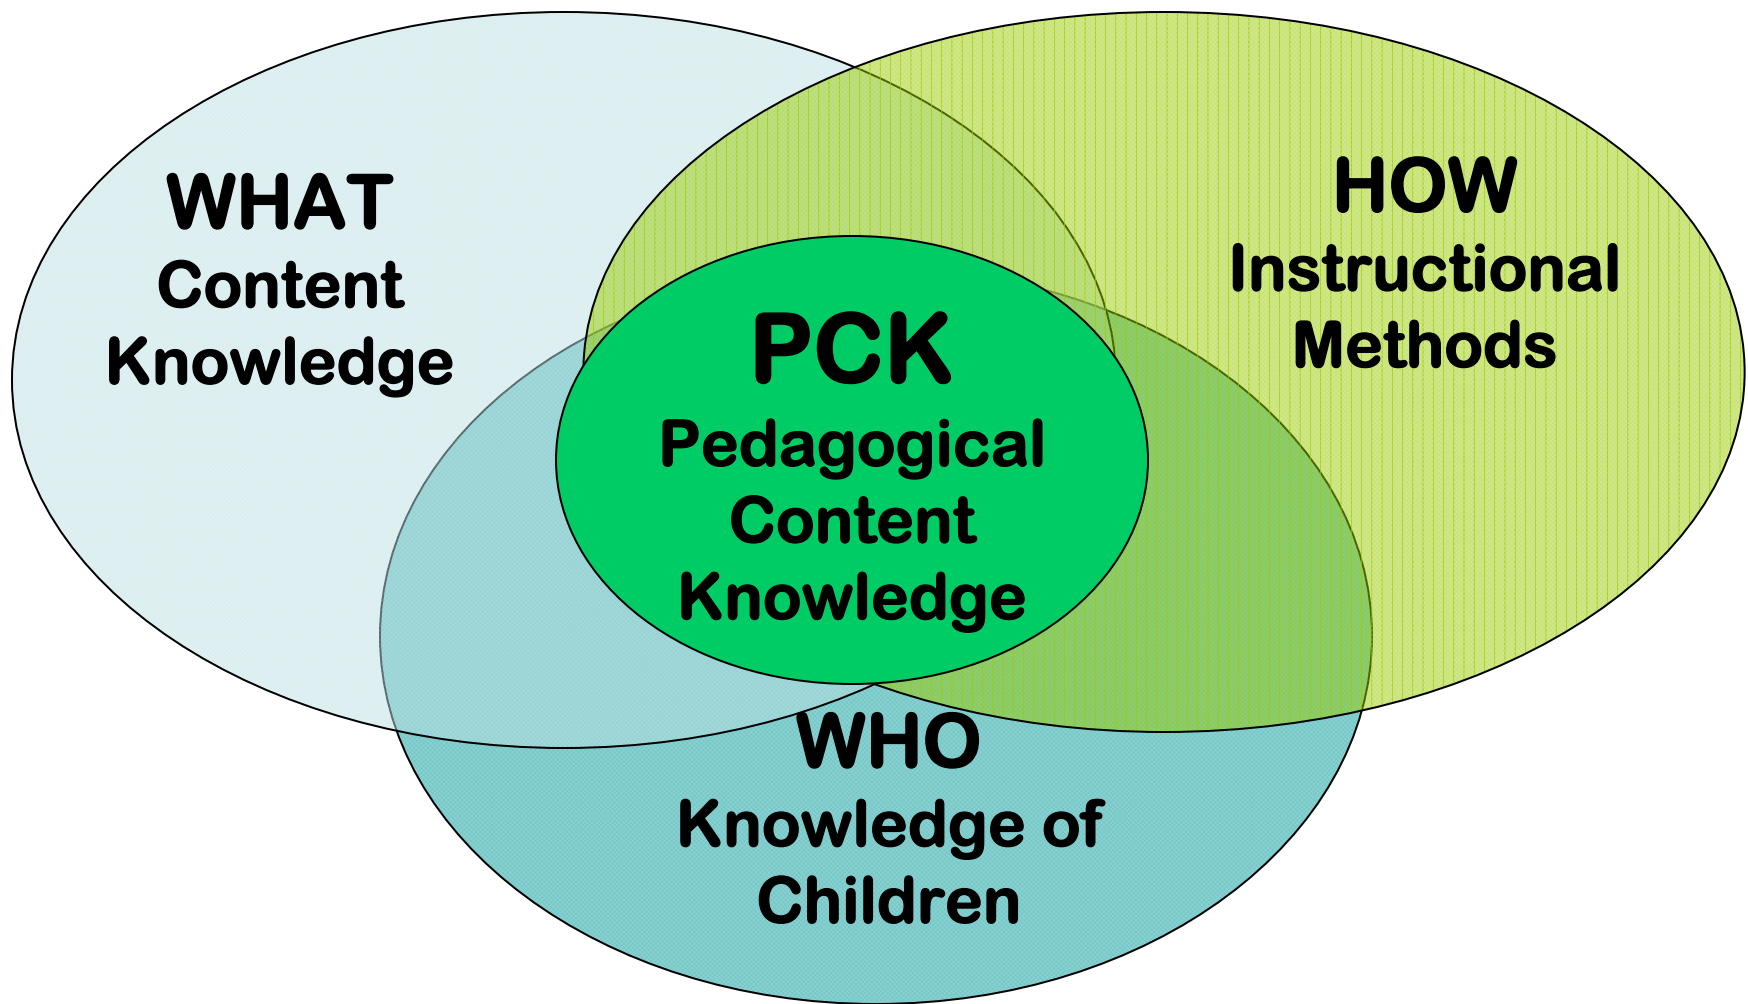 WHAT
Content
Knowledge
HOW
Instructional
Methods
PCK
Pedagogical
Content
Knowledge
WHO
Knowledge of
Children